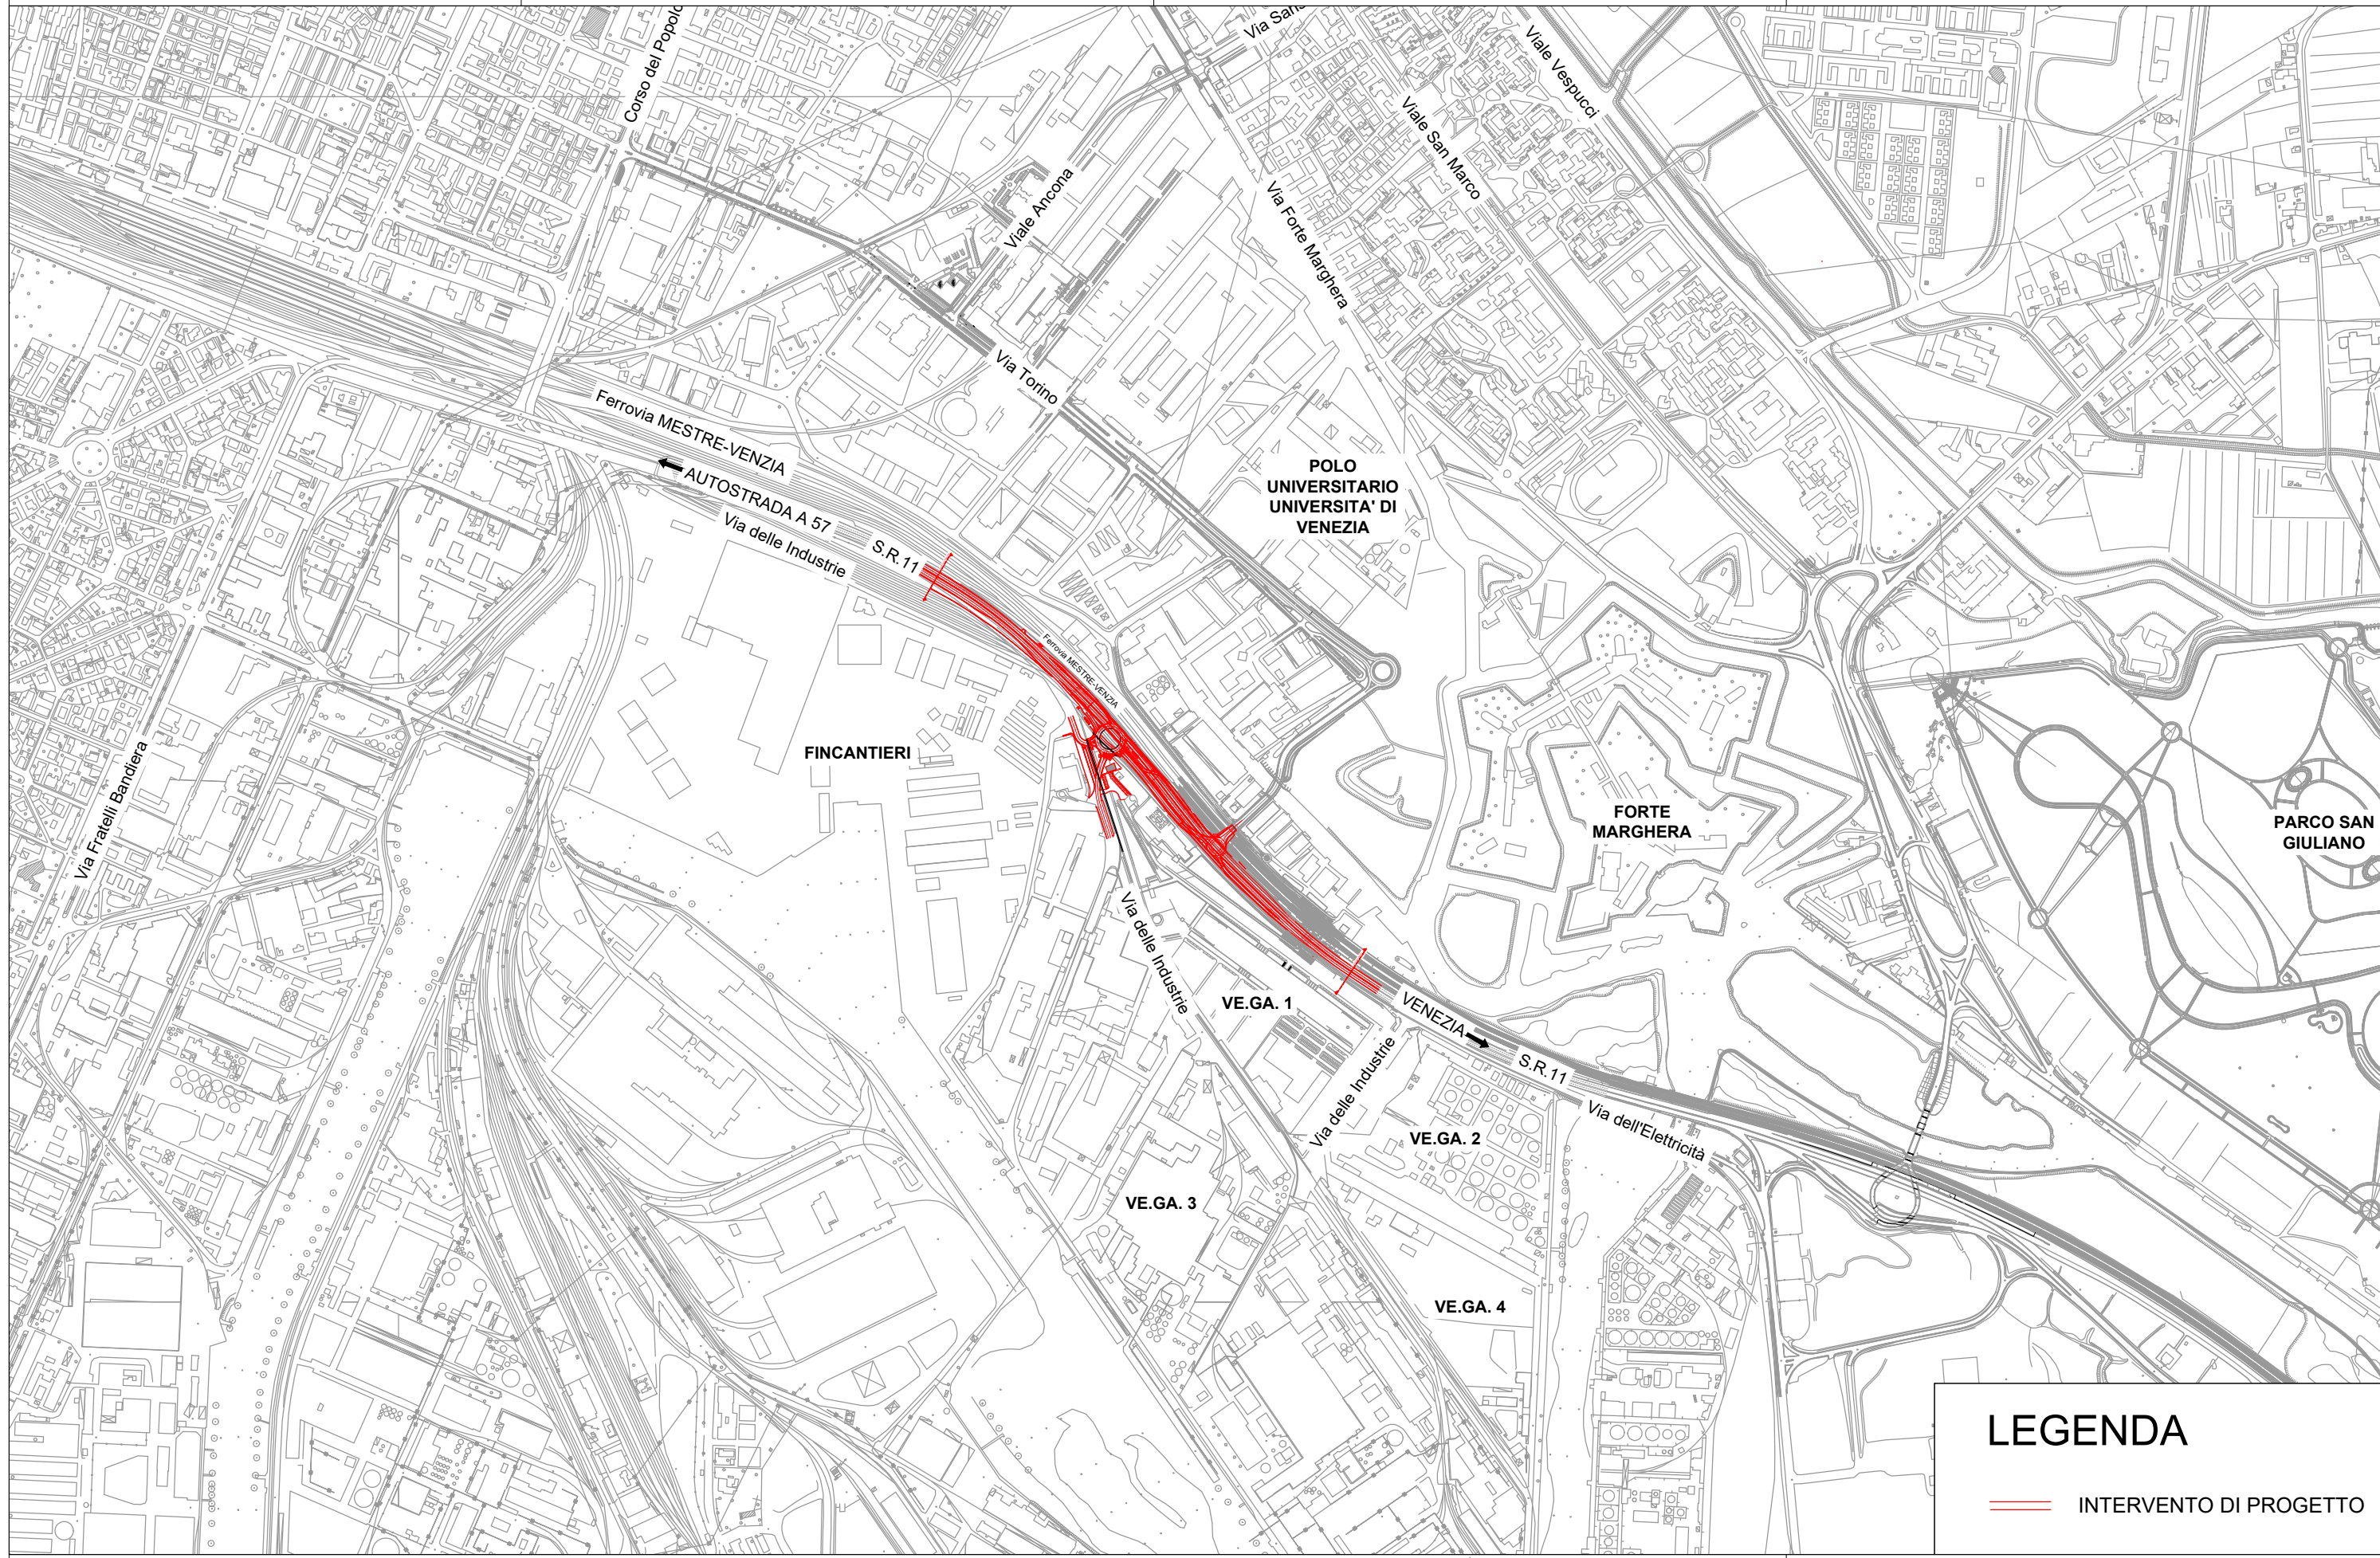 Corso del Popolo
Via Sans
Viale Vespucci
Viale San Marco
Viale Ancona
Via Forte Marghera
Via Torino
Ferrovia MESTRE-VENZIA
AUTOSTRADA A 57
Via delle Industrie
S.R.11
POLO
UNIVERSITARIO
UNIVERSITA' DI
VENEZIA
Ferrovia MESTRE-VENZIA
FINCANTIERI
Via Fratelli Bandiera
FORTE
MARGHERA
PARCO SAN
GIULIANO
Via delle Industrie
VE.GA. 1
VENEZIA
S.R.11
Via delle Industrie
VE.GA. 2
Via dell'Elettricità
VE.GA. 3
VE.GA. 4
LEGENDA
INTERVENTO DI PROGETTO